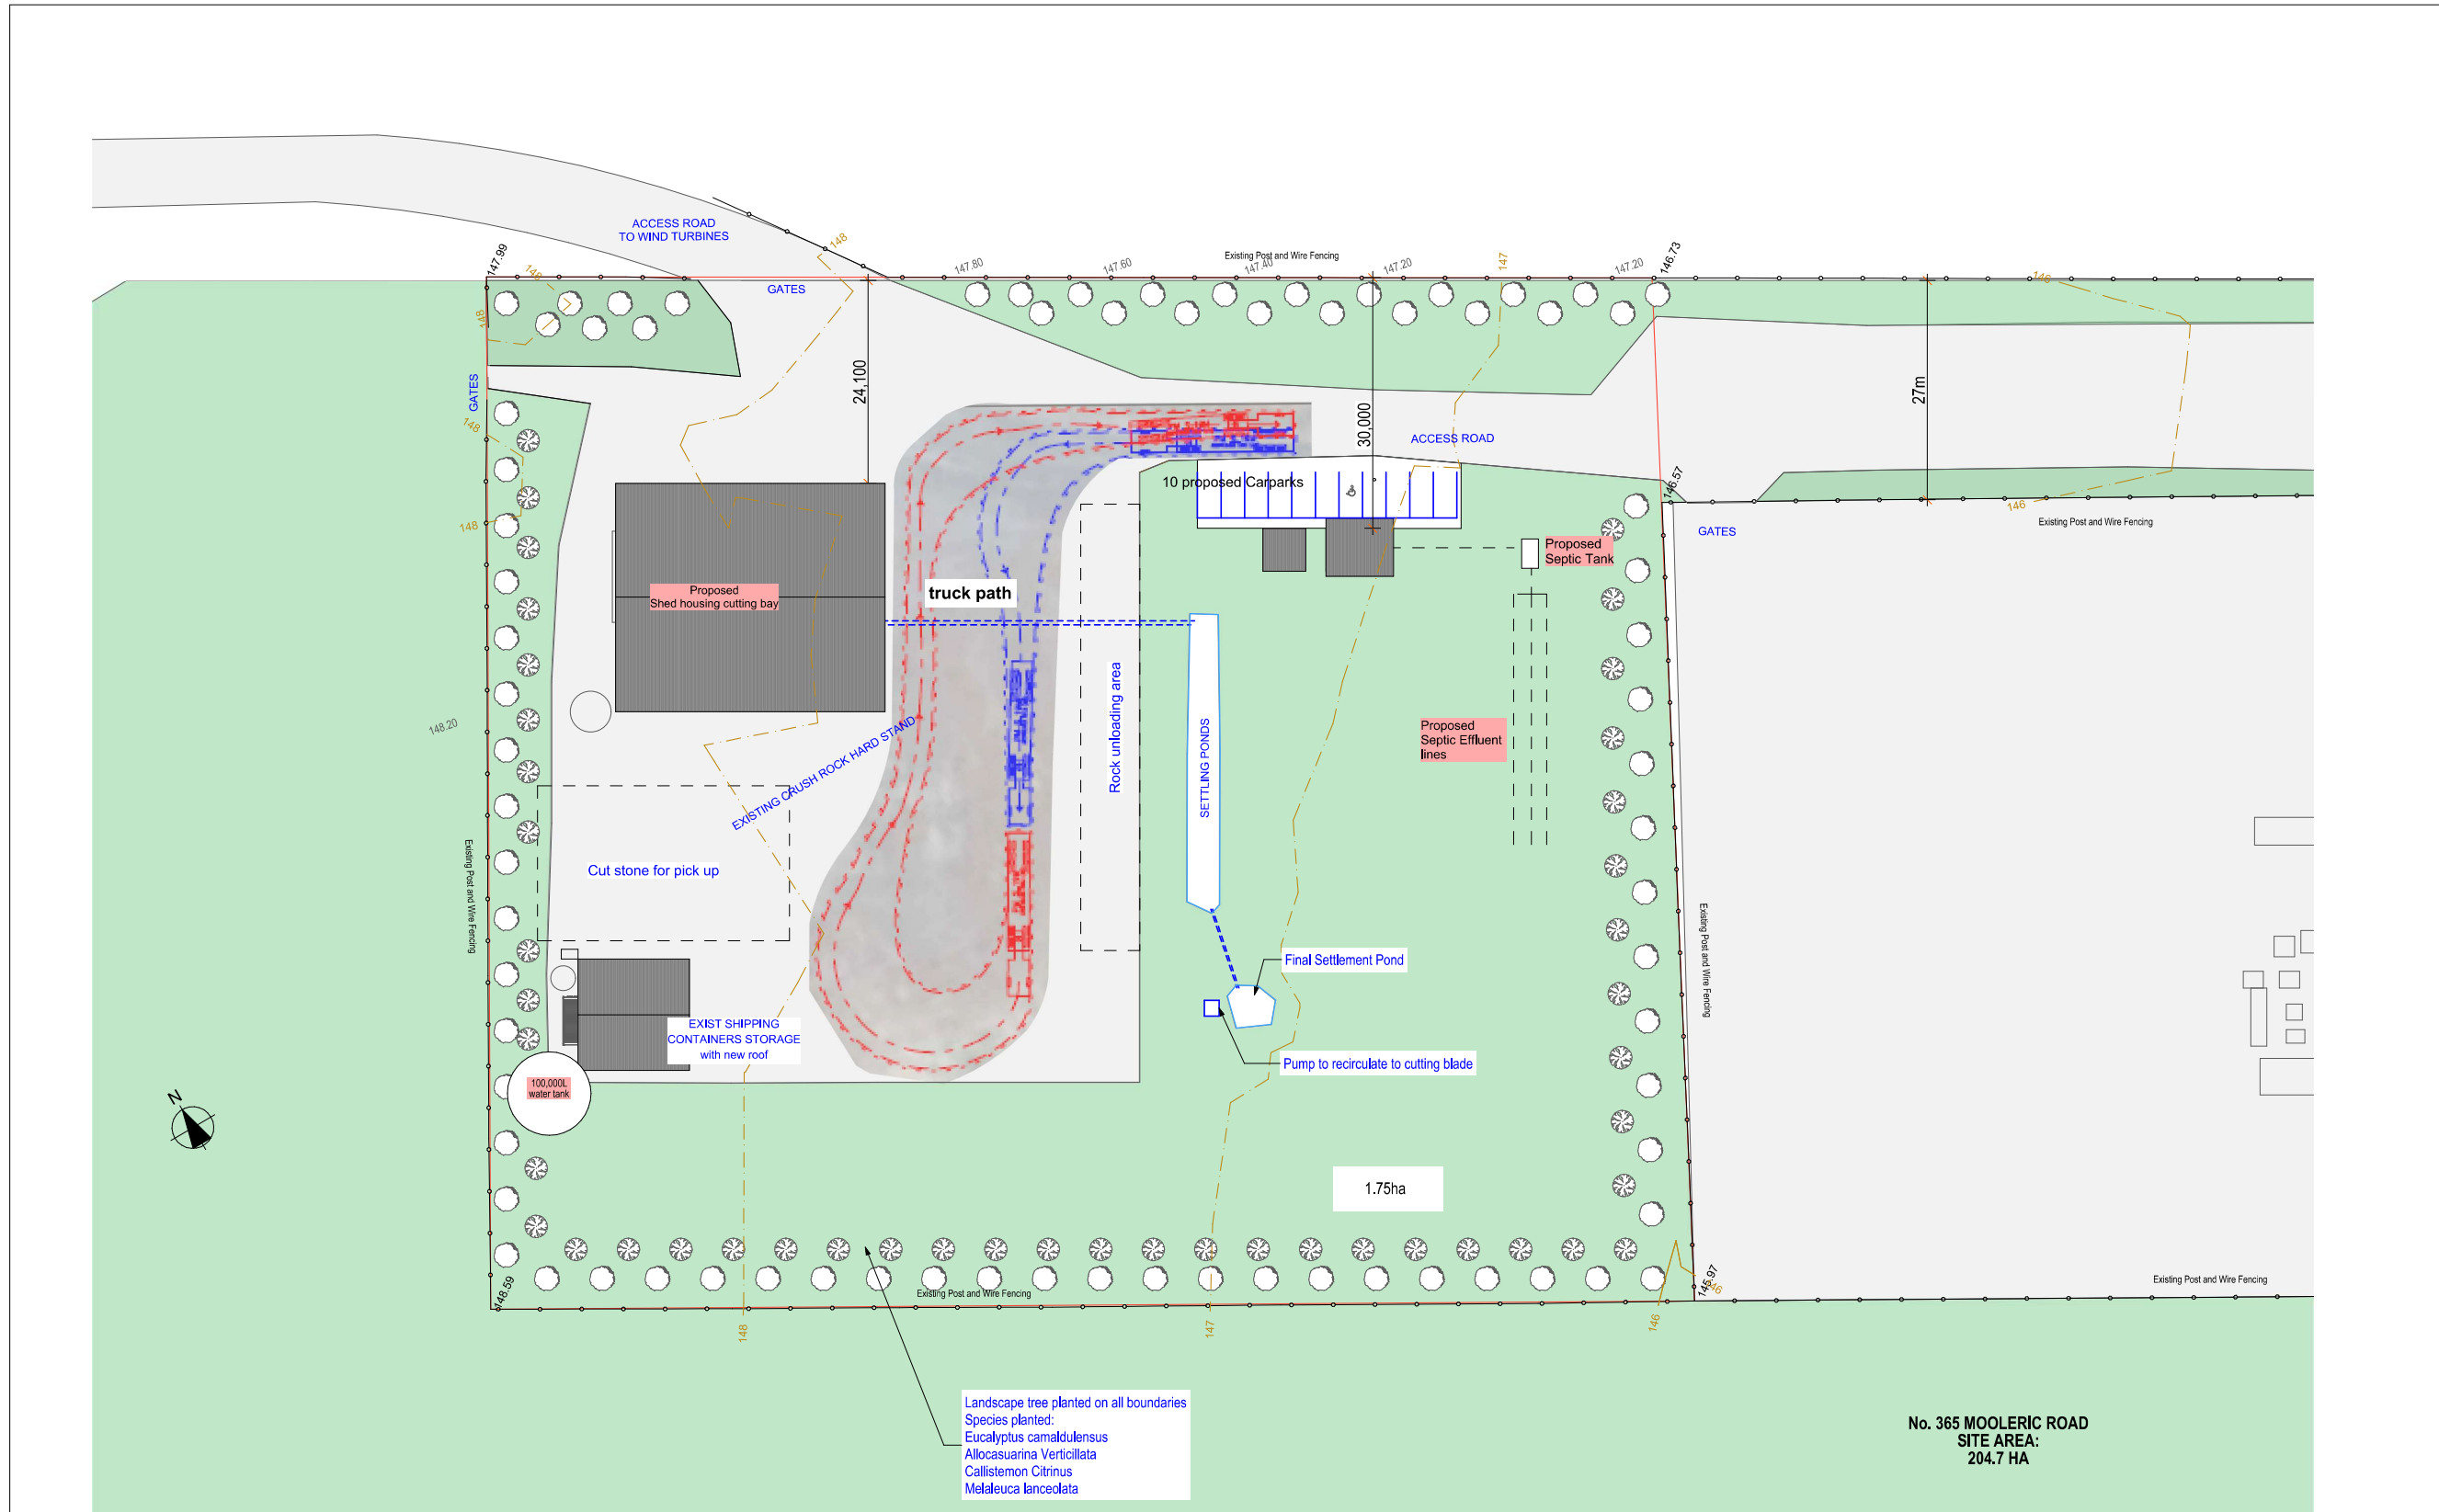 ACCESS ROAD
TO WIND TURBINES
148
147.99
148
GATES
147.80
147.60
Existing Post and Wire Fencing
147.40
147.20
147
147.20
146.73
148
GATES
148
148
24,100
30,000
27m
ACCESS ROAD
10 proposed Carparks
146.57
146
Existing Post and Wire Fencing
GATES
Proposed
Septic Tank
Proposed
Shed housing cutting bay
truck path
Rock unloading area
SETTLING PONDS
Proposed
Septic Effluent
lines
148.20
EXISTING CRUSH ROCK HARD STAND
Cut stone for pick up
Existing Post and Wire Fencing
Existing Post and Wire Fencing
Final Settlement Pond
EXIST SHIPPING
CONTAINERS STORAGE
with new roof
Pump to recirculate to cutting blade
100,000L
water tank
N
1.75ha
148.59
Existing Post and Wire Fencing
145.97
146
Existing Post and Wire Fencing
148
147
146
Landscape tree planted on all boundaries
Species planted:
Eucalyptus camaldulensus
Allocasuarina Verticillata
Callistemon Citrinus
Melaleuca lanceolata
No. 365 MOOLERIC ROAD
SITE AREA:
204.7 HA